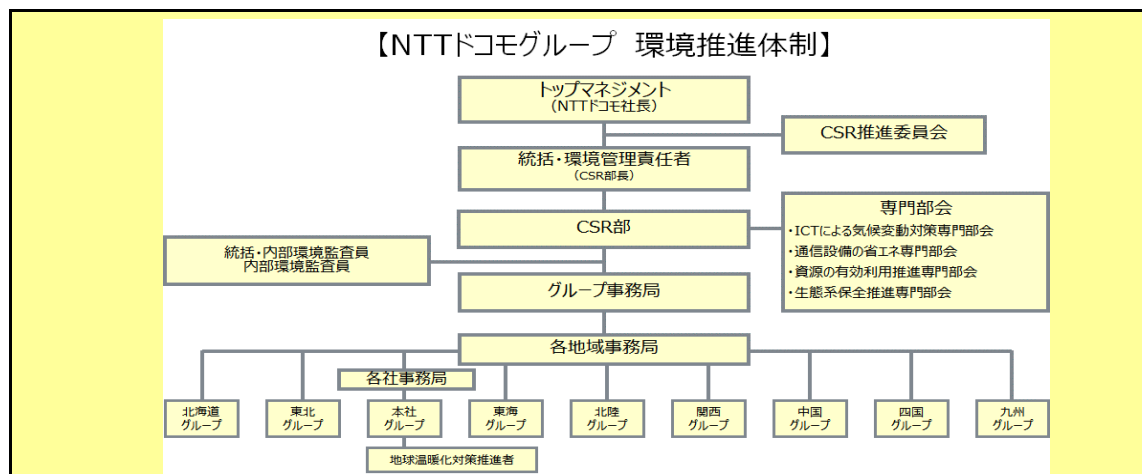 【NTTドコモグループ 環境推進体制】
トップマネジメント
（NTTドコモ社長）
CSR推進委員会
統括・環境管理責任者
（CSR部長）
CSR部
専門部会
・ICTによる気候変動対策専門部会
・通信設備の省エネ専門部会
・資源の有効利用推進専門部会
・生態系保全推進専門部会
統括・内部環境監査員
内部環境監査員
グループ事務局
各地域事務局
各社事務局
北海道
グループ
東北
グループ
本社
グループ
東海
グループ
北陸
グループ
関西
グループ
中国
グループ
四国
グループ
九州
グループ
地球温暖化対策推進者